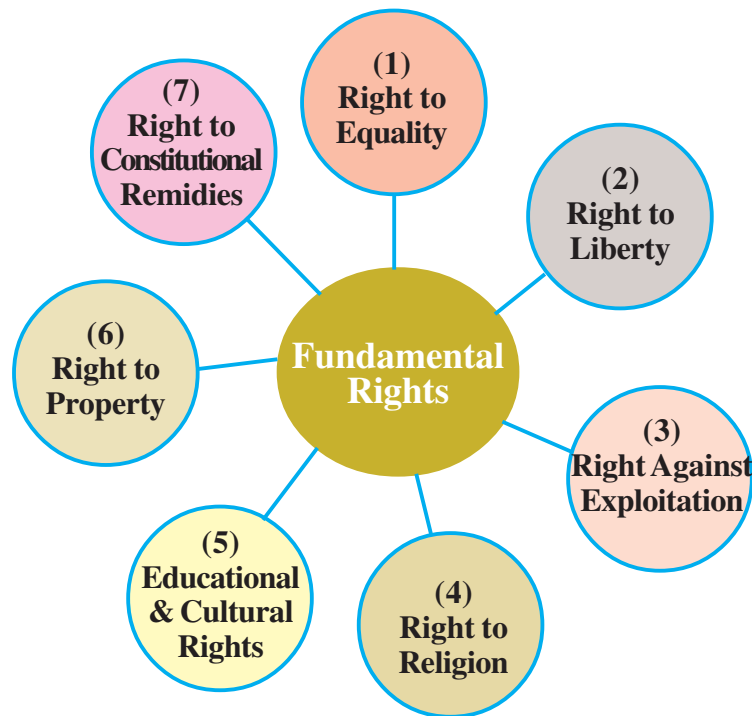 Fundamental
Rights
(1)
Right to
Equality
(2)
Right to
Liberty
(3)
Right Against
Exploitation
(4)
Right to
Religion
(5)
Educational
& Cultural
Rights
(6)
Right to
Property
(7)
Right to
Constitutional
Remidies